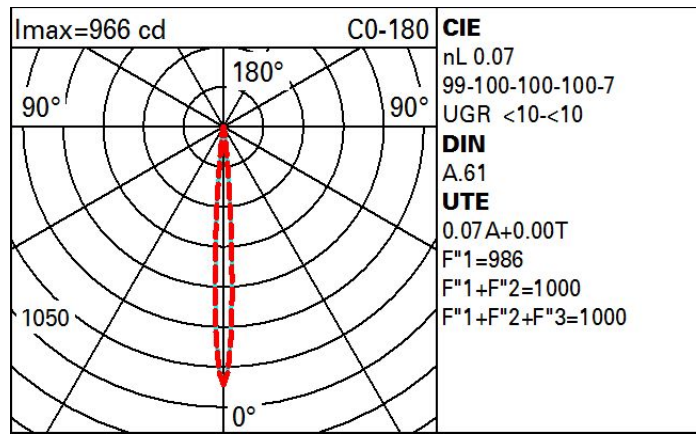 Imax=966 cd
C0-180
180°
90°
90°
1050
0°
CIE
nL 0.07
99-100-100-100-7
UGR <10-<10
DIN
A.61
UTE
0.07A+0.00T
F"1=986
F"1+F"2=1000
F"1+F"2+F"3=1000